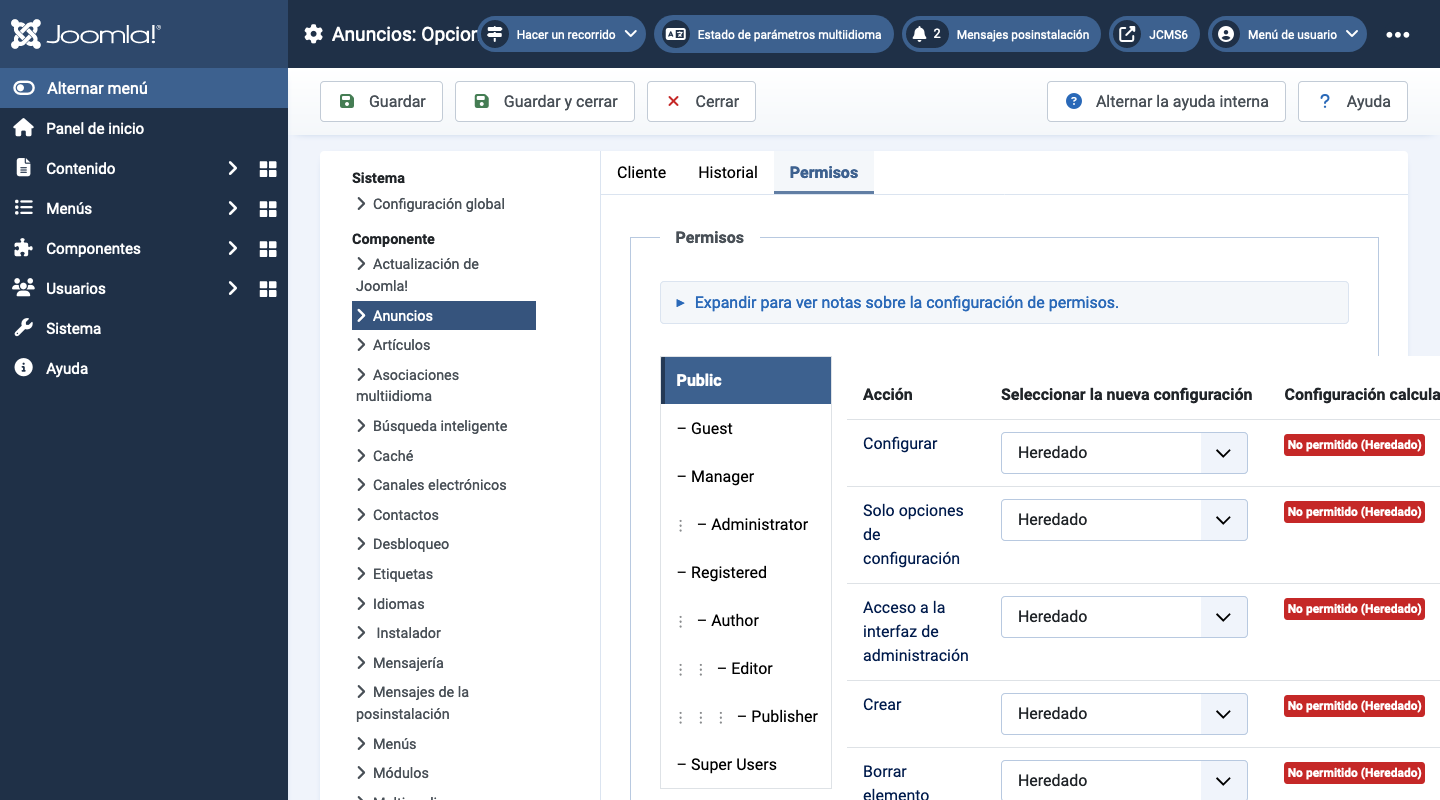 Joomla!®
Anuncios: Opcior
Hacer un recorrido
Estado de parámetros multiidioma
2 Mensajes posinstalación
JCMS6
Menú de usuario
Alternar menú
Panel de inicio
Contenido
Menús
Componentes
Usuarios
Sistema
Ayuda
Guardar
Guardar y cerrar
Cerrar
Alternar la ayuda interna
? Ayuda
Sistema
Configuración global
Componente
Actualización de
Joomla!
Anuncios
Artículos
Asociaciones
multiidioma
Búsqueda inteligente
Caché
Canales electrónicos
Contactos
Desbloqueo
Etiquetas
Idiomas
Instalador
Mensajería
Mensajes de la
posinstalación
Menús
Módulos
Cliente
Historial
Permisos
Permisos
Expandir para ver notas sobre la configuración de permisos.
Public
– Guest
– Manager
– Administrator
– Registered
– Author
– Editor
– Publisher
– Super Users
Acción Seleccionar la nueva configuración Configuración calcula
Configurar Heredado No permitido (Heredado)
Solo opciones
de
configuración
Heredado No permitido (Heredado)
Acceso a la
interfaz de
administración
Heredado No permitido (Heredado)
Crear Heredado No permitido (Heredado)
Borrar
elemento
Heredado No permitido (Heredado)